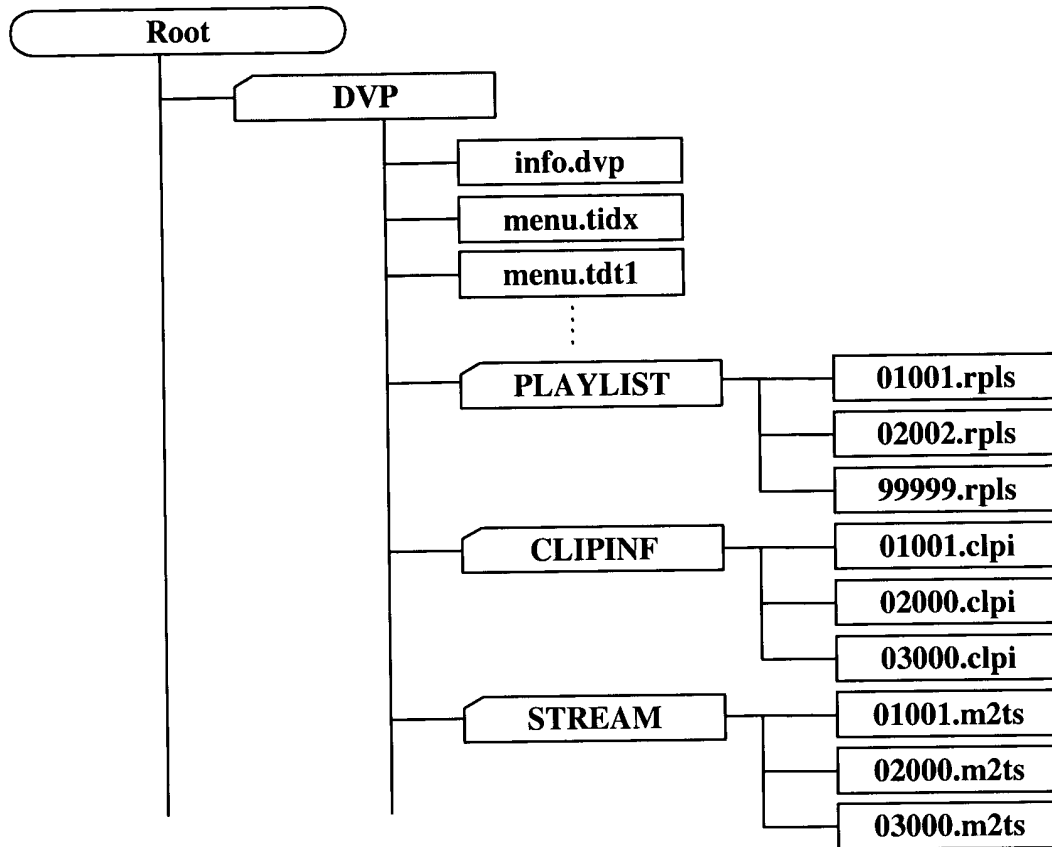 Root
DVP
info.dvp
menu.tidx
menu.tdt1
PLAYLIST
01001.rpls
02002.rpls
99999.rpls
CLIPINF
01001.clpi
02000.clpi
03000.clpi
STREAM
01001.m2ts
02000.m2ts
03000.m2ts